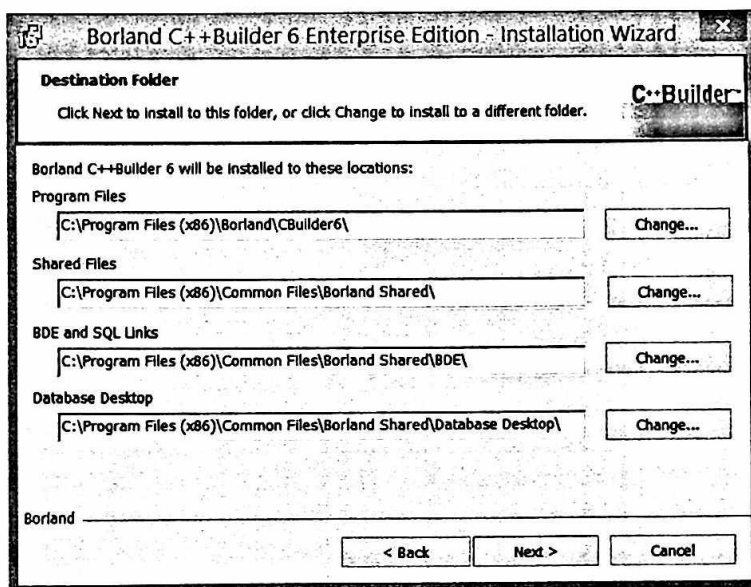 Borland C++Builder 6 Enterprise Edition - Installation Wizard
Destination Folder
Click Next to install to this folder, or click Change to install to a different folder.
C++Builder™
Borland C++Builder 6 will be installed to these locations:
Program Files
C:\Program Files (x86)\Borland\CBuilder6\
Change...
Shared Files
C:\Program Files (x86)\Common Files\Borland Shared\
Change...
BDE and SQL Links
C:\Program Files (x86)\Common Files\Borland Shared\BDE\
Change...
Database Desktop
C:\Program Files (x86)\Common Files\Borland Shared\Database Desktop\
Change...
Borland
< Back
Next >
Cancel